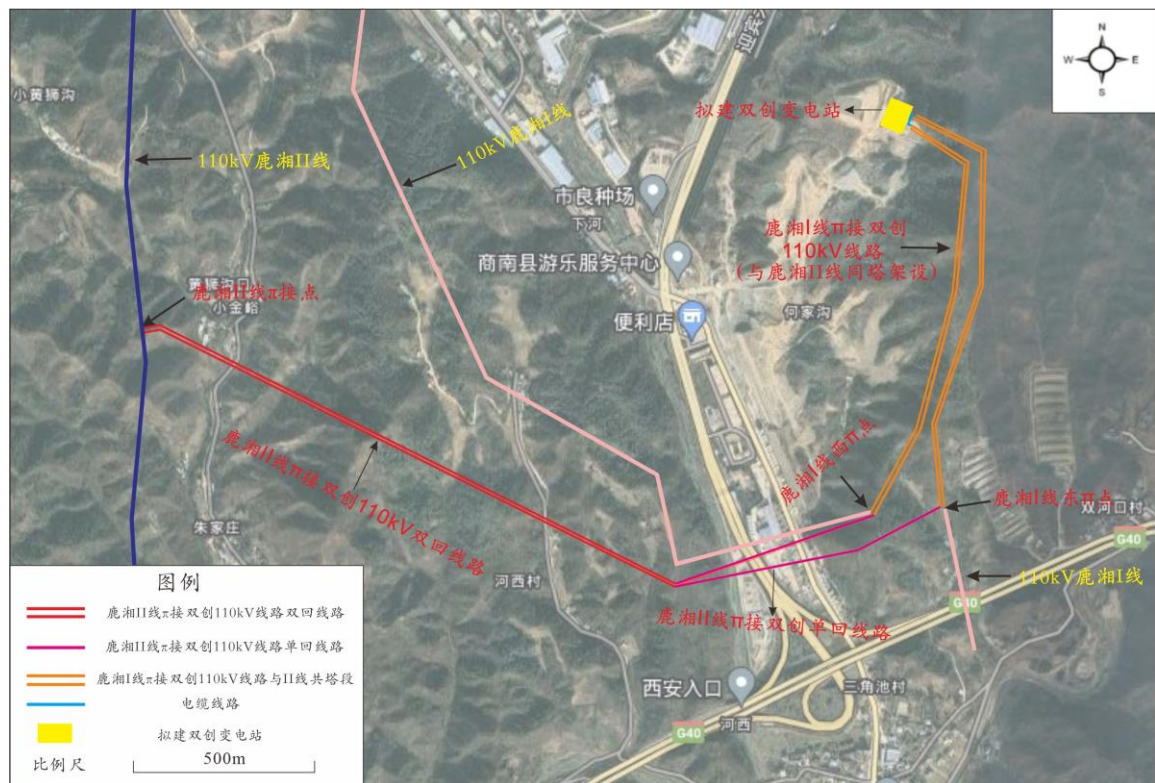 N
W
E
S
迎宾
小黄狮沟
拟建双创变电站
110kV鹿湘II线
110kV鹿湘I线
市良种场
下河
鹿湘I线π接双创
110kV线路
(与鹿湘II线同塔架设)
商南县游乐服务中心
黄狮沟口
鹿湘II线π接点
小金峪
便利店
何家沟
鹿湘II线π接双创110kV双回线路
鹿湘I线西π点
鹿湘I线东π点
双河口村
G40
朱家庄
河西村
110kV鹿湘I线
G40
鹿湘II线π接双创单回线路
西安入口
三角池村
河西
G40
图例
鹿湘II线π接双创110kV线路双回线路
鹿湘II线π接双创110kV线路单回线路
鹿湘I线π接双创110kV线路与II线共塔段
电缆线路
拟建双创变电站
比例尺
500m